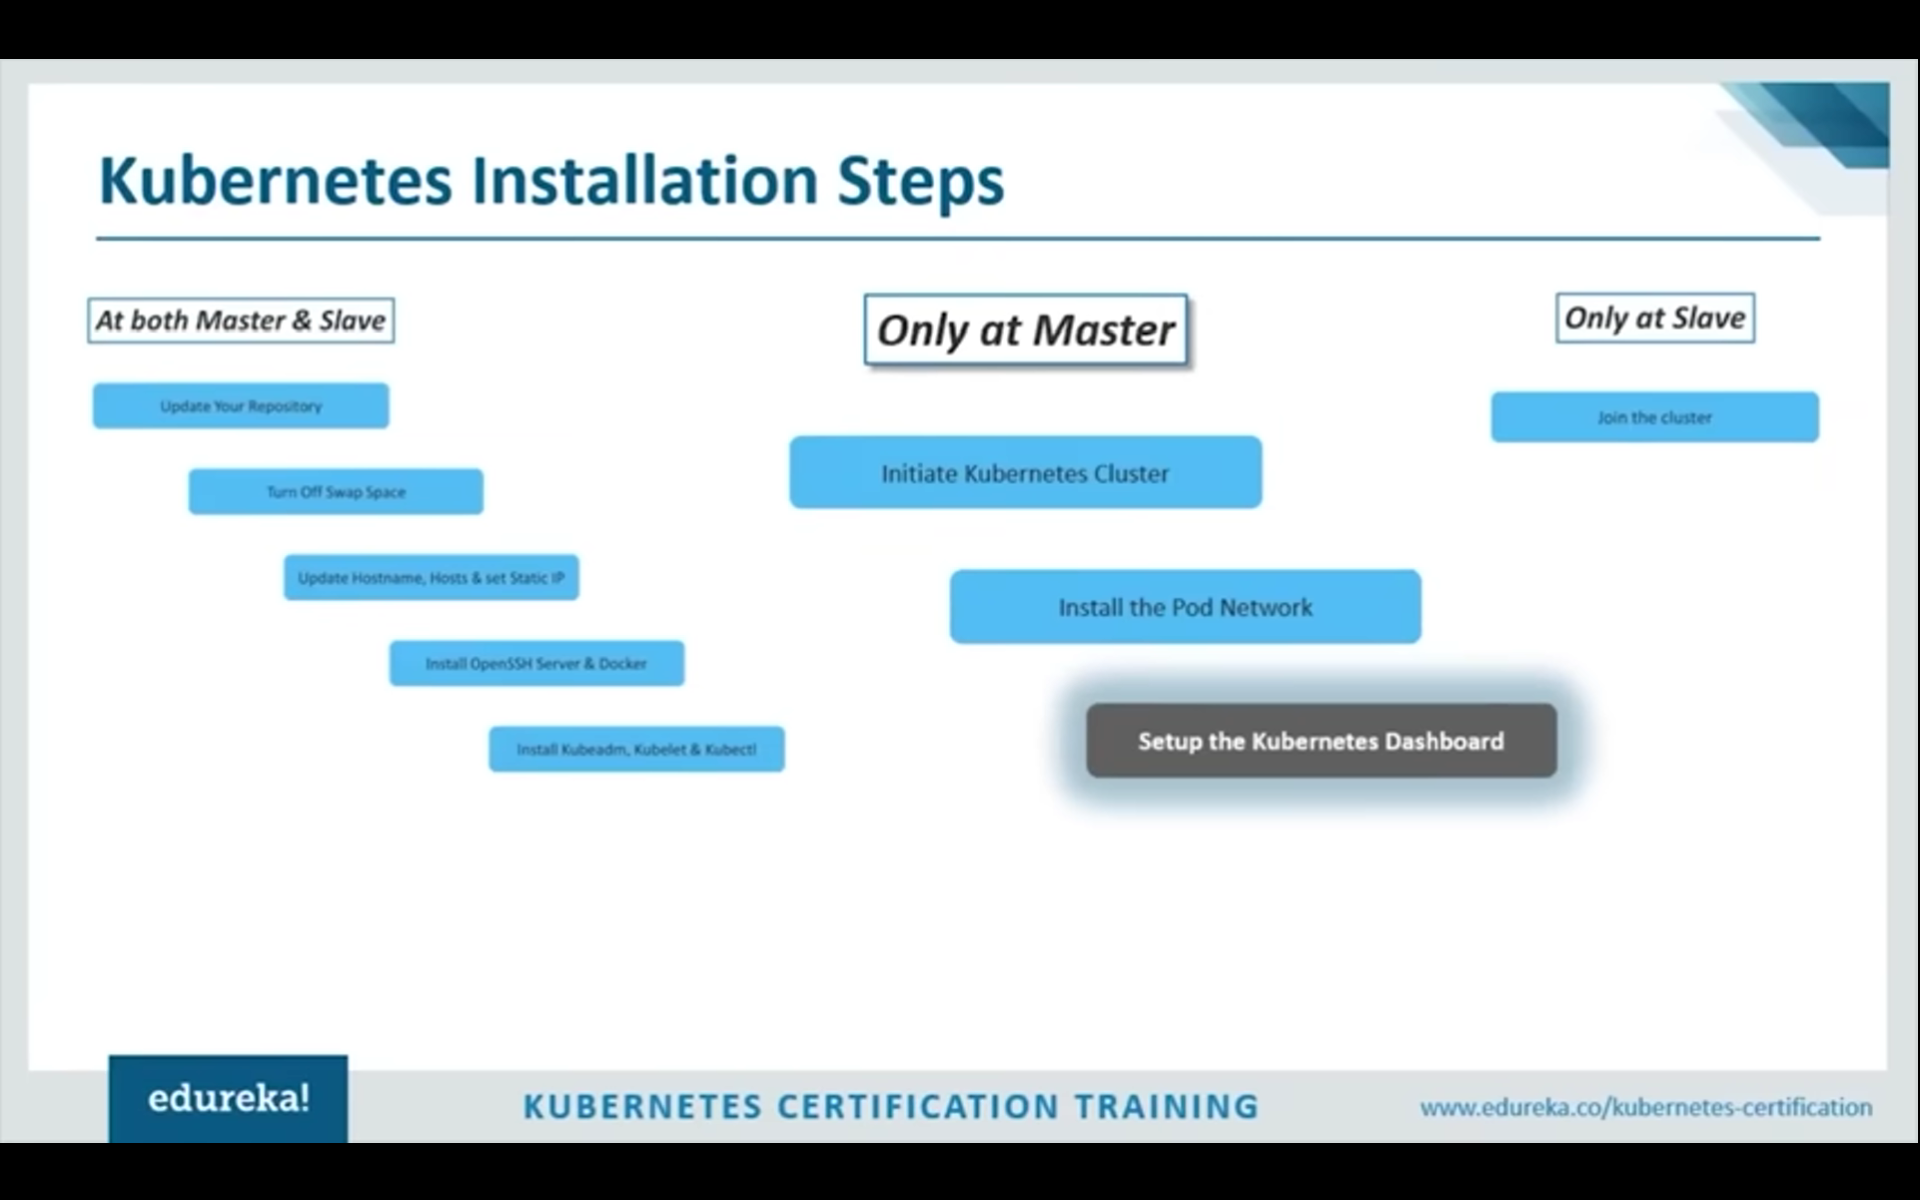 Kubernetes Installation Steps
At both Master & Slave
Update Your Repository
Turn Off Swap Space
Update Hostname, Hosts & set Static IP
Install OpenSSH Server & Docker
Install Kubeadm, Kubelet & Kubectl
Only at Master
Initiate Kubernetes Cluster
Install the Pod Network
Setup the Kubernetes Dashboard
Only at Slave
Join the cluster
edureka!
KUBERNETES CERTIFICATION TRAINING
www.edureka.co/kubernetes-certification